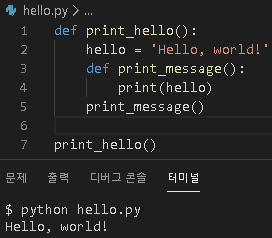 hello.py > ...
1 def print_hello():
2     hello = 'Hello, world!'
3     def print_message():
4         print(hello)
5     print_message()
6
7 print_hello()
문제 출력 디버그 콘솔 터미널
$ python hello.py
Hello, world!